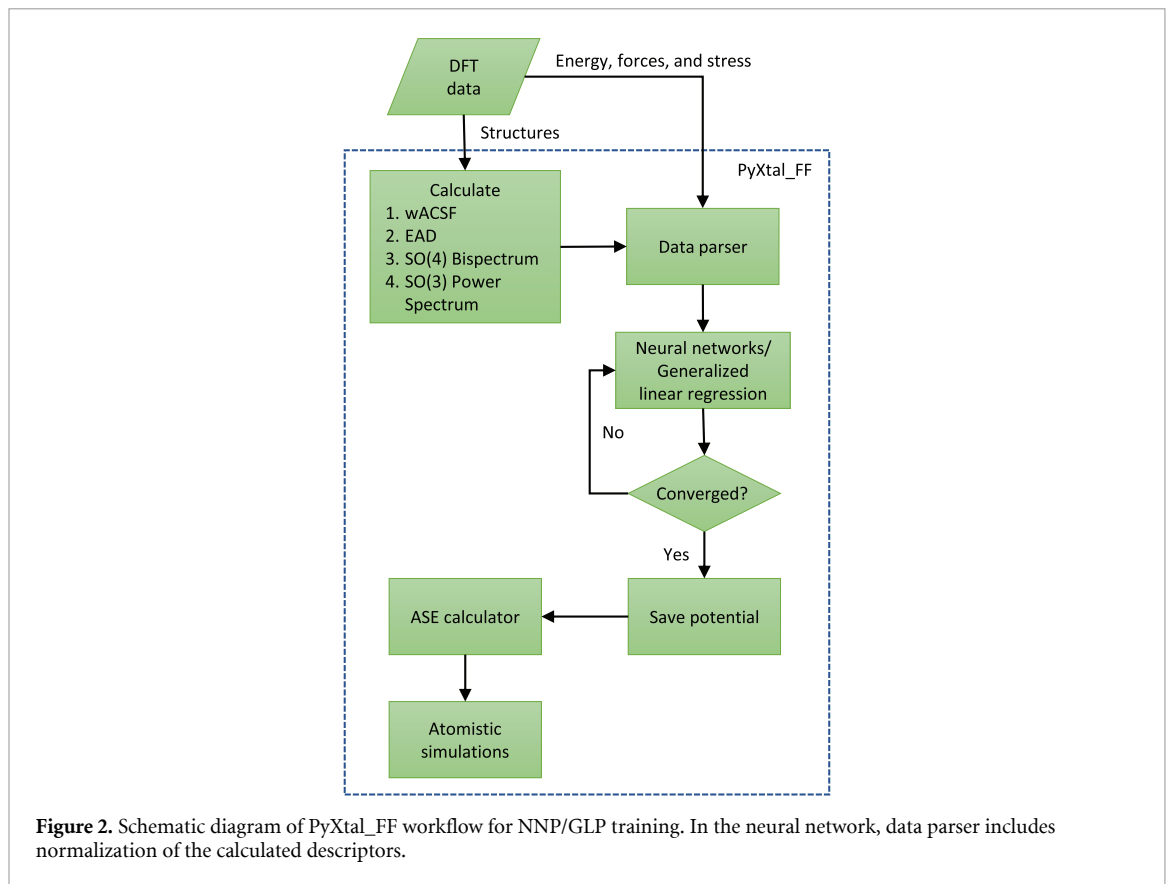 DFT
data
Energy, forces, and stress
Structures
PyXtal_FF
Calculate
1. wACSF
2. EAD
3. SO(4) Bispectrum
4. SO(3) Power
Spectrum
Data parser
Neural networks/
Generalized
linear regression
No
Converged?
Yes
ASE calculator
Save potential
Atomistic
simulations
Figure 2. Schematic diagram of PyXtal_FF workflow for NNP/GLP training. In the neural network, data parser includes
normalization of the calculated descriptors.